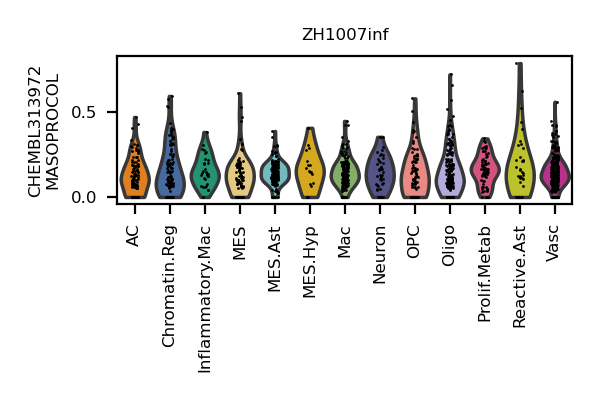 ZH1007inf
CHEMBL313972
MASOPROCOL
0.5
0.0
AC
Chromatin.Reg
Inflammatory.Mac
MES
MES.Ast
MES.Hyp
Mac
Neuron
OPC
Oligo
Prolif.Metab
Reactive.Ast
Vasc